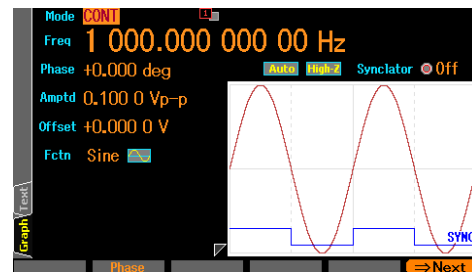 Mode CONT 1
Freq 1 000.000 000 00 Hz
Phase +0.000 deg Auto High-Z Synclator Off
Amptd 0.100 0 Vp-p
Offset +0.000 0 V
Fctn Sine
Text
Graph
SYNC
Phase ⇒Next